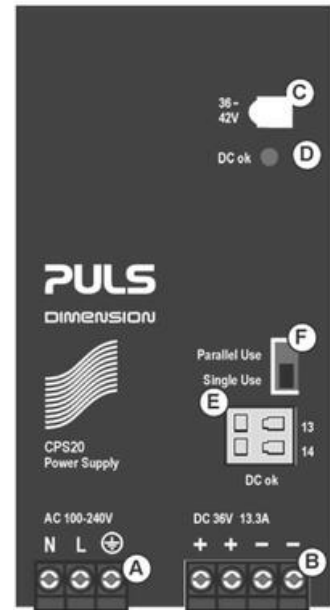 C
36-
42V
DC ok
D
PULS
DIMENSION
F
Parallel Use
Single Use
E
13
14
CPS20
Power Supply
DC ok
AC 100-240V
DC 36V 13.3A
N L
+ + - -
A
B